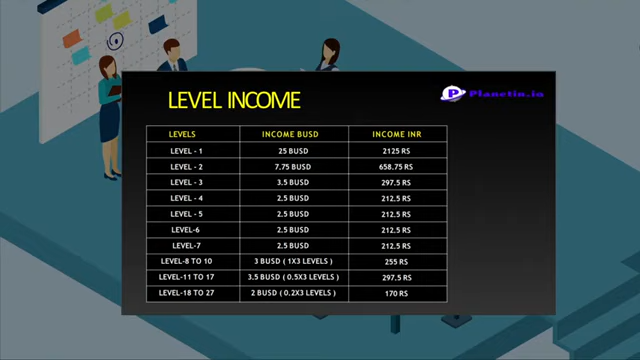 LEVEL INCOME
Planetin.io
LEVELS INCOME BUSD INCOME INR
LEVEL - 1 25 BUSD 2125 RS
LEVEL - 2 7.75 BUSD 658.75 RS
LEVEL - 3 3.5 BUSD 297.5 RS
LEVEL - 4 2.5 BUSD 212.5 RS
LEVEL - 5 2.5 BUSD 212.5 RS
LEVEL-6 2.5 BUSD 212.5 RS
LEVEL-7 2.5 BUSD 212.5 RS
LEVEL-8 TO 10 3 BUSD ( 1X3 LEVELS ) 255 RS
LEVEL-11 TO 17 3.5 BUSD ( 0.5X3 LEVELS ) 297.5 RS
LEVEL-18 TO 27 2 BUSD ( 0.2X3 LEVELS ) 170 RS